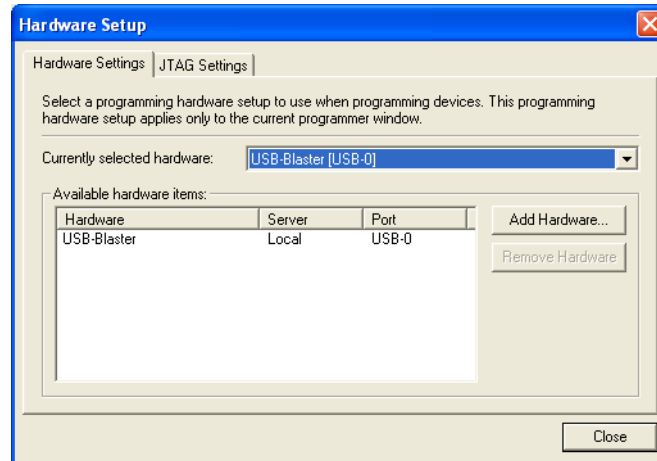 Hardware Setup
Hardware Settings JTAG Settings
Select a programming hardware setup to use when programming devices. This programming
hardware setup applies only to the current programmer window.
Currently selected hardware: USB-Blaster [USB-0]
Available hardware items:
Hardware Server Port
USB-Blaster Local USB-0
Add Hardware...
Remove Hardware
Close